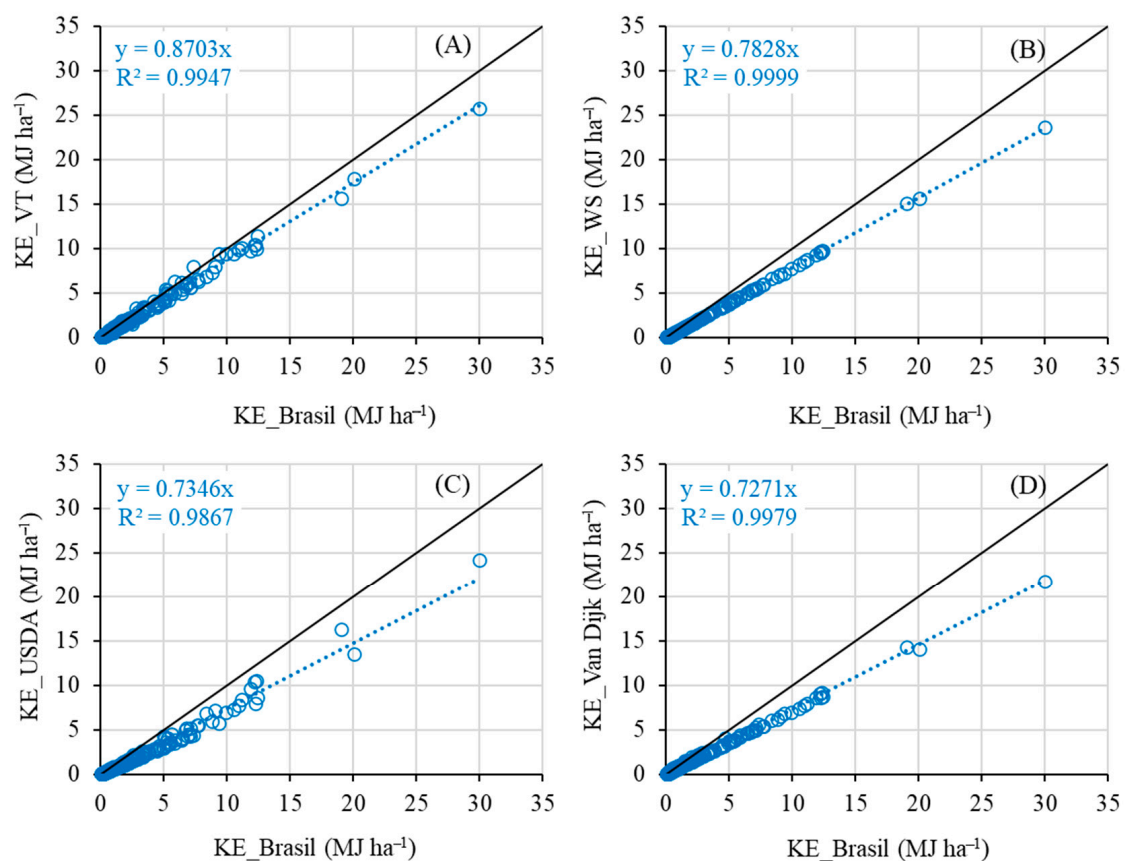 y = 0.8703x
R² = 0.9947
(A)
KE_VT (MJ ha⁻¹)
35
30
25
20
15
10
5
0
0 5 10 15 20 25 30 35
KE_Brasil (MJ ha⁻¹)
y = 0.7828x
R² = 0.9999
(B)
KE_WS (MJ ha⁻¹)
35
30
25
20
15
10
5
0
0 5 10 15 20 25 30 35
KE_Brasil (MJ ha⁻¹)
y = 0.7346x
R² = 0.9867
(C)
KE_USDA (MJ ha⁻¹)
35
30
25
20
15
10
5
0
0 5 10 15 20 25 30 35
KE_Brasil (MJ ha⁻¹)
y = 0.7271x
R² = 0.9979
(D)
KE_Van Dijk (MJ ha⁻¹)
35
30
25
20
15
10
5
0
0 5 10 15 20 25 30 35
KE_Brasil (MJ ha⁻¹)